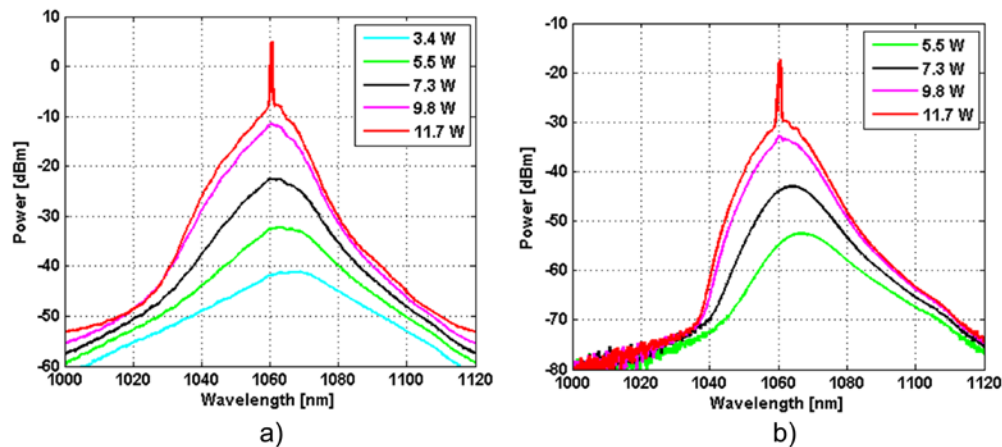 10
0
-10
-20
-30
-40
-50
-60
Power [dBm]
1000 1020 1040 1060 1080 1100 1120
Wavelength [nm]
3.4 W
5.5 W
7.3 W
9.8 W
11.7 W
a)
-10
-20
-30
-40
-50
-60
-70
-80
Power [dBm]
1000 1020 1040 1060 1080 1100 1120
Wavelength [nm]
5.5 W
7.3 W
9.8 W
11.7 W
b)